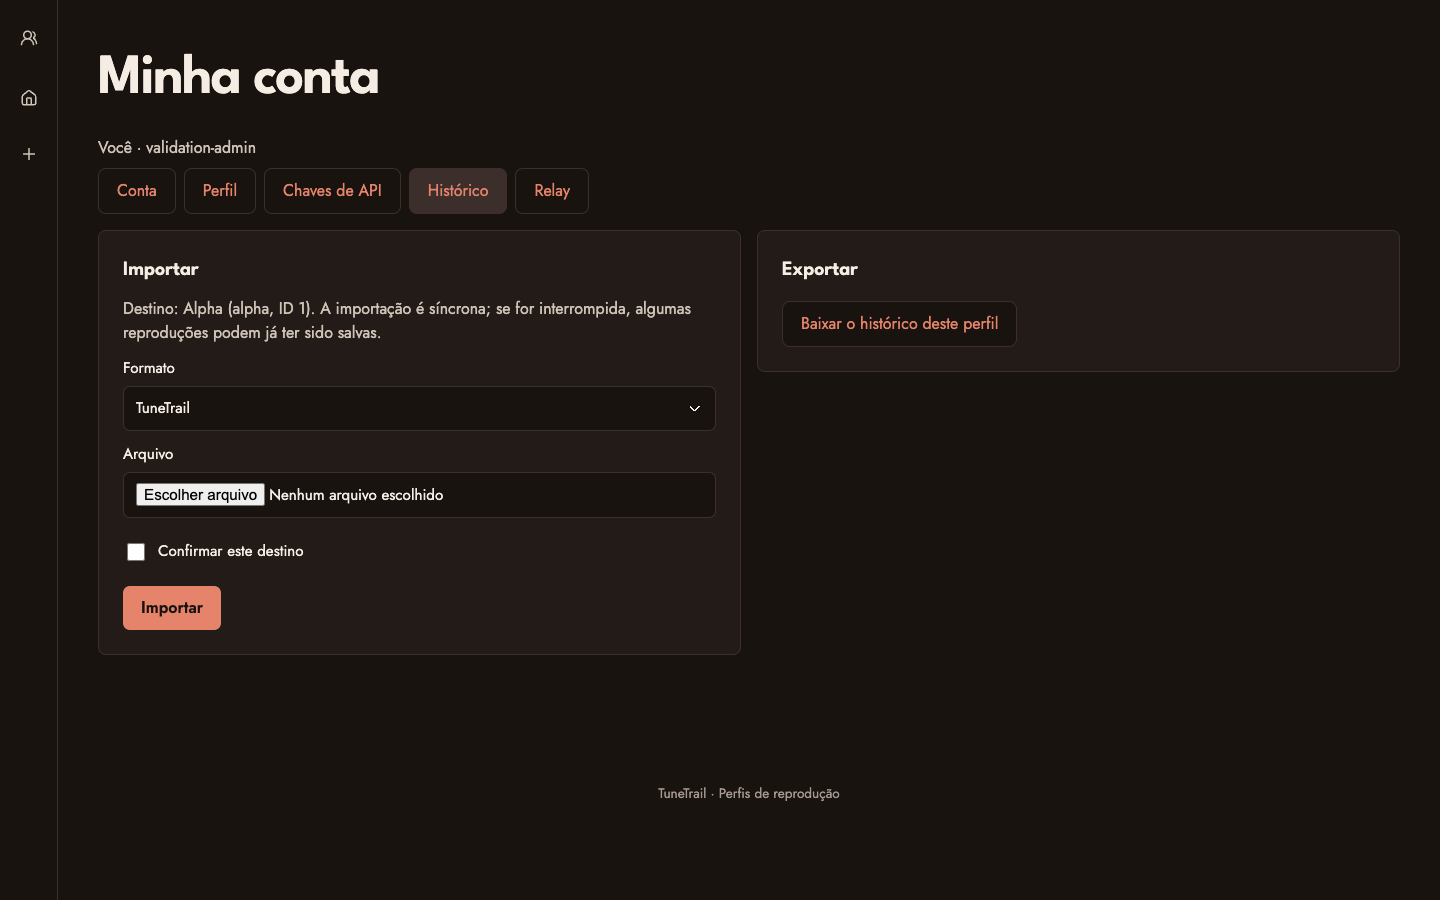 Minha conta
Você · validation-admin
Conta
Perfil
Chaves de API
Histórico
Relay
Importar
Destino: Alpha (alpha, ID 1). A importação é síncrona; se for interrompida, algumas
reproduções podem já ter sido salvas.
Formato
TuneTrail
Arquivo
Escolher arquivo Nenhum arquivo escolhido
Confirmar este destino
Importar
Exportar
Baixar o histórico deste perfil
TuneTrail · Perfis de reprodução